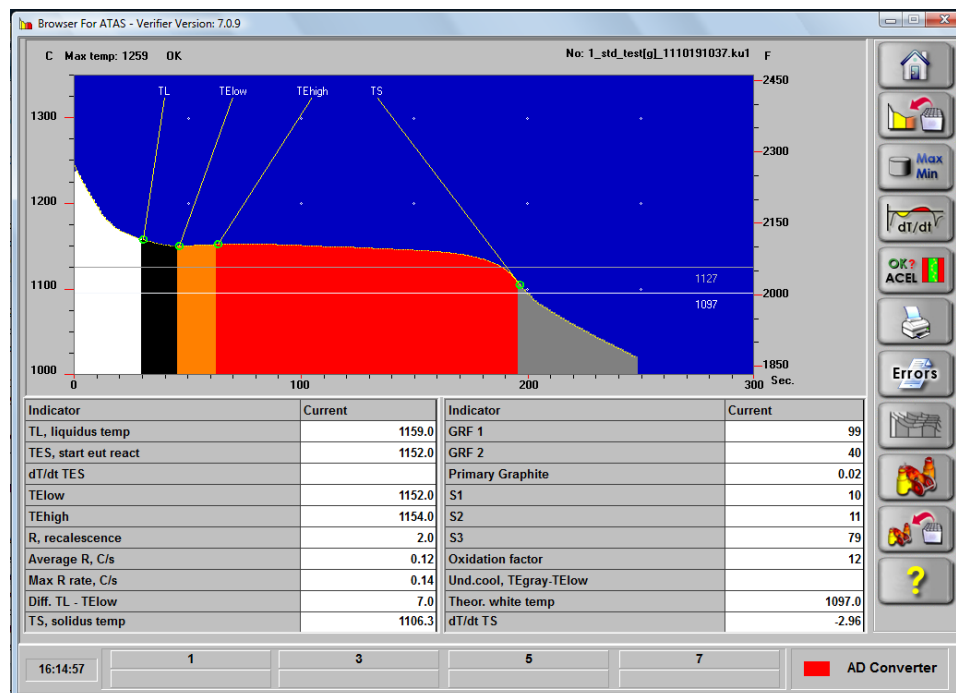 Browser For ATAS - Verifier Version: 7.0.9
C Max temp: 1259 OK No: 1_std_test[g]_1110191037.ku1 F
TL TElow TEhigh TS
1300
1200
1100
1000
2450
2300
2150
2000
1850
1127
1097
0 100 200 300 Sec.
Indicator Current Indicator Current
TL, liquidus temp 1159.0 GRF 1 99
TES, start eut react 1152.0 GRF 2 40
dT/dt TES Primary Graphite 0.02
TElow 1152.0 S1 10
TEhigh 1154.0 S2 11
R, recalescence 2.0 S3 79
Average R, C/s 0.12 Oxidation factor 12
Max R rate, C/s 0.14 Und.cool, TEgray-TElow
Diff. TL - TElow 7.0 Theor. white temp 1097.0
TS, solidus temp 1106.3 dT/dt TS -2.96
Max
Min
dT/dt
OK?
ACEL
Errors
?
16:14:57 1 3 5 7 AD Converter